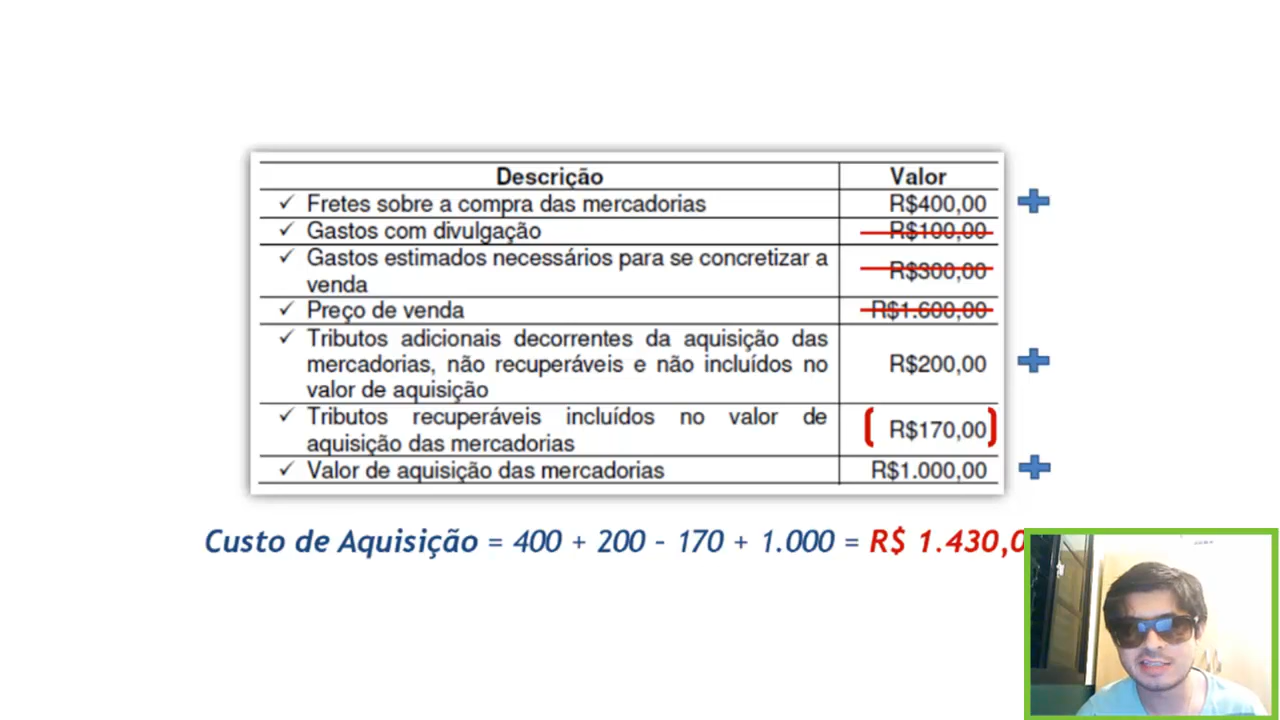 Descrição Valor
✓ Fretes sobre a compra das mercadorias R$400,00
✓ Gastos com divulgação R$100,00
✓ Gastos estimados necessários para se concretizar a
venda R$300,00
✓ Preço de venda R$1.600,00
✓ Tributos adicionais decorrentes da aquisição das
mercadorias, não recuperáveis e não incluídos no R$200,00
valor de aquisição
✓ Tributos recuperáveis incluídos no valor de
aquisição das mercadorias R$170,00
✓ Valor de aquisição das mercadorias R$1.000,00
Custo de Aquisição = 400 + 200 - 170 + 1.000 = R$ 1.430,0